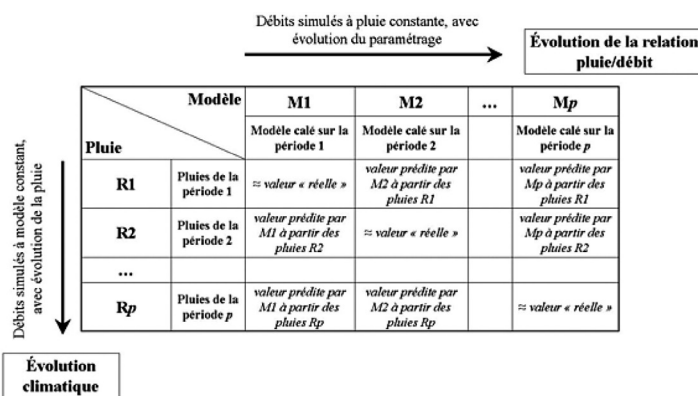 Débits simulés à pluie constante, avec
évolution du paramétrage
Évolution de la relation
pluie/débit
Modèle
Pluie
M1
M2
...
Mp
Modèle calé sur la
période 1
Modèle calé sur la
période 2
Modèle calé sur la
période p
R1
Pluies de la
période 1
≈ valeur « réelle »
valeur prédite par
M2 à partir des
pluies R1
valeur prédite par
Mp à partir des
pluies R1
R2
Pluies de la
période 2
valeur prédite par
M1 à partir des
pluies R2
≈ valeur « réelle »
valeur prédite par
Mp à partir des
pluies R2
...
Rp
Pluies de la
période p
valeur prédite par
M1 à partir des
pluies Rp
valeur prédite par
M2 à partir des
pluies Rp
≈ valeur « réelle »
Débits simulés à modèle constant,
avec évolution de la pluie
Évolution
climatique